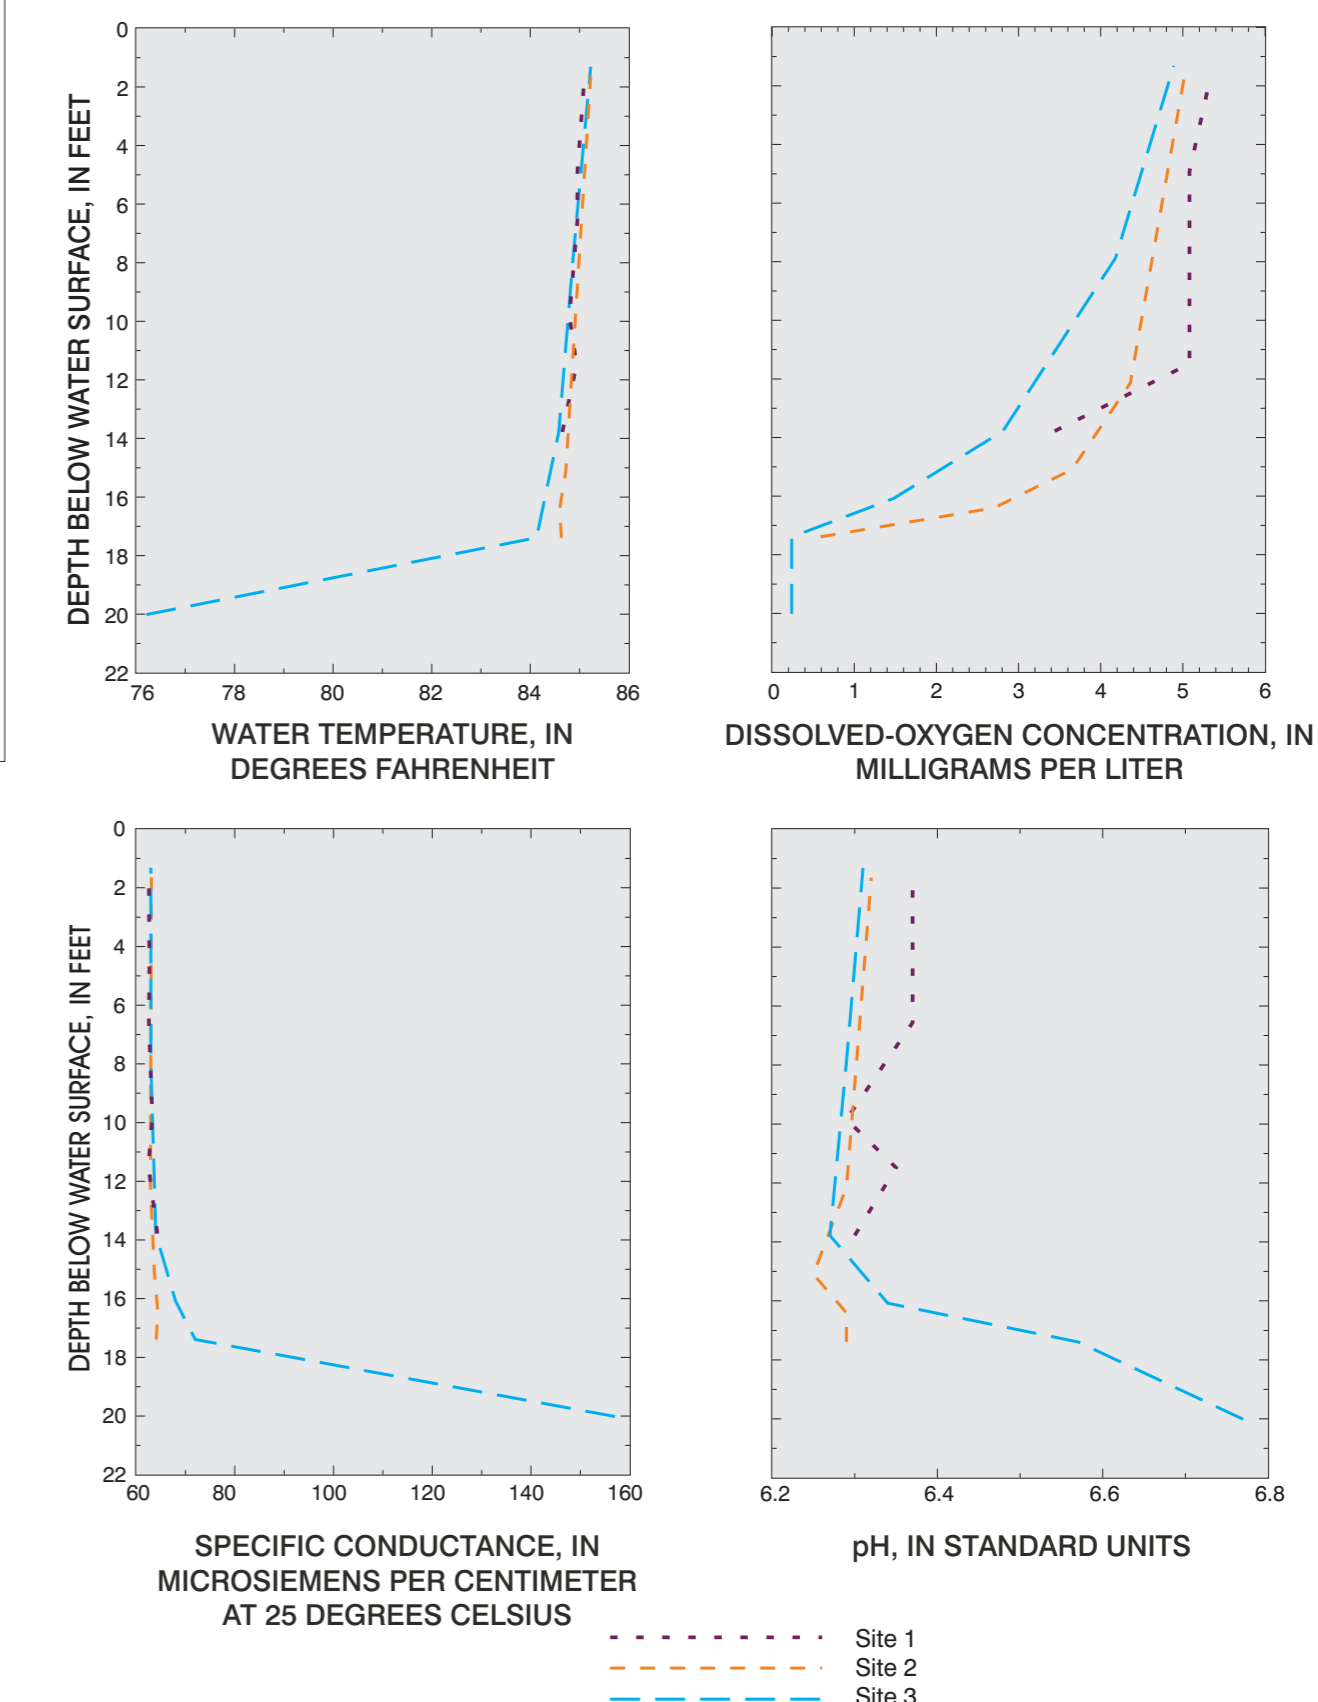 0
2
4
6
8
10
12
14
16
18
20
22
DEPTH BELOW WATER SURFACE, IN FEET
76 78 80 82 84 86
WATER TEMPERATURE, IN
DEGREES FAHRENHEIT
0 1 2 3 4 5 6
DISSOLVED-OXYGEN CONCENTRATION, IN
MILLIGRAMS PER LITER
0
2
4
6
8
10
12
14
16
18
20
22
DEPTH BELOW WATER SURFACE, IN FEET
60 80 100 120 140 160
SPECIFIC CONDUCTANCE, IN
MICROSIEMENS PER CENTIMETER
AT 25 DEGREES CELSIUS
6.2 6.4 6.6 6.8
pH, IN STANDARD UNITS
Site 1
Site 2
Site 3